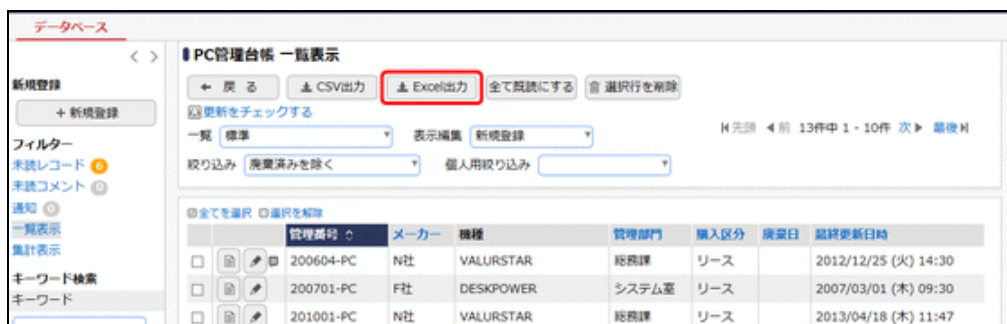 データベース
< >
新規登録
+ 新規登録
フィルター
未読レコード 6
未読コメント 0
通知 0
一覧表示
集計表示
キーワード検索
キーワード
PC管理台帳 一覧表示
← 戻 る CSV出力 Excel出力 全て既読にする 選択行を削除
更新をチェックする
一覧 標準 表示編集 新規登録
先頭 前 13件中 1 - 10件 次 最後
絞り込み 廃棄済みを除く 個人用絞り込み
全てを選択 選択を解除
管理番号 メーカー 機種 管理部門 購入区分 廃棄日 最終更新日時
200604-PC N社 VALURSTAR 総務課 リース 2012/12/25 (火) 14:30
200701-PC F社 DESKPOWER システム室 リース 2007/03/01 (木) 09:30
201001-PC N社 VALURSTAR 総務課 リース 2013/04/18 (木) 11:47